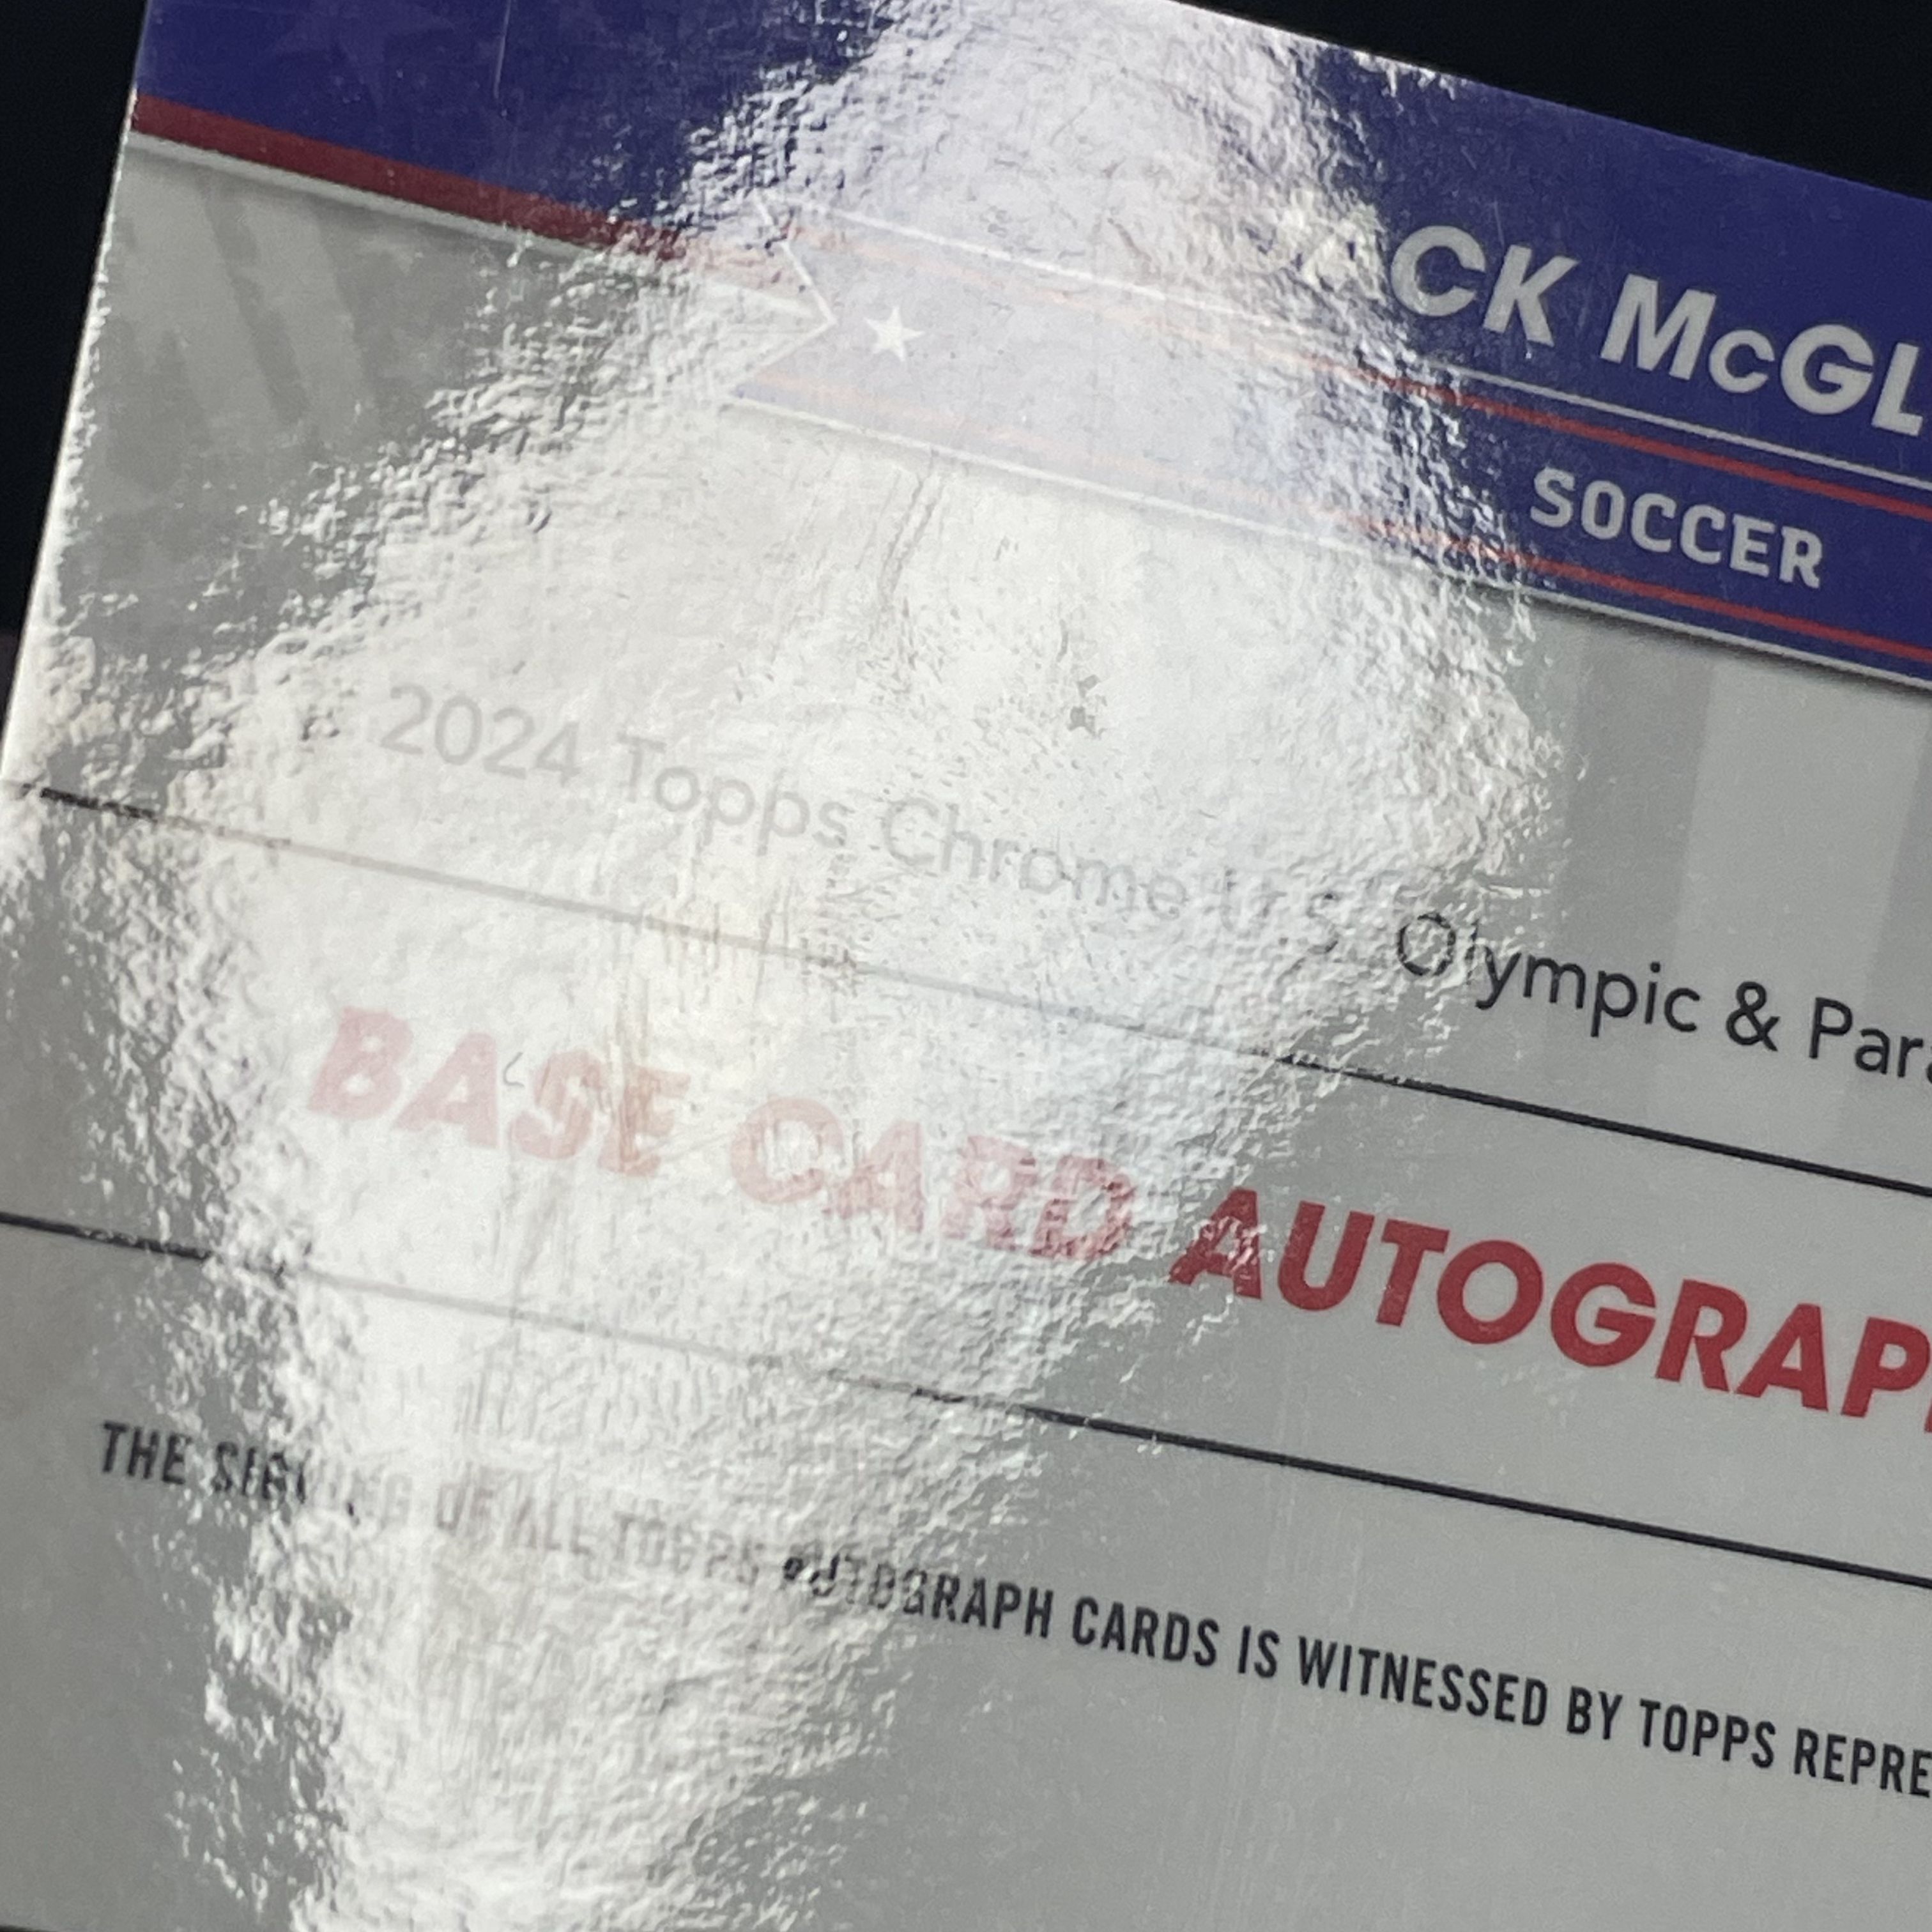 JACK McGL
SOCCER
2024 Topps Chrome U.S. Olympic & Para
BASE CARD AUTOGRAP
THE SIGNING OF ALL TOPPS AUTOGRAPH CARDS IS WITNESSED BY TOPPS REPRE